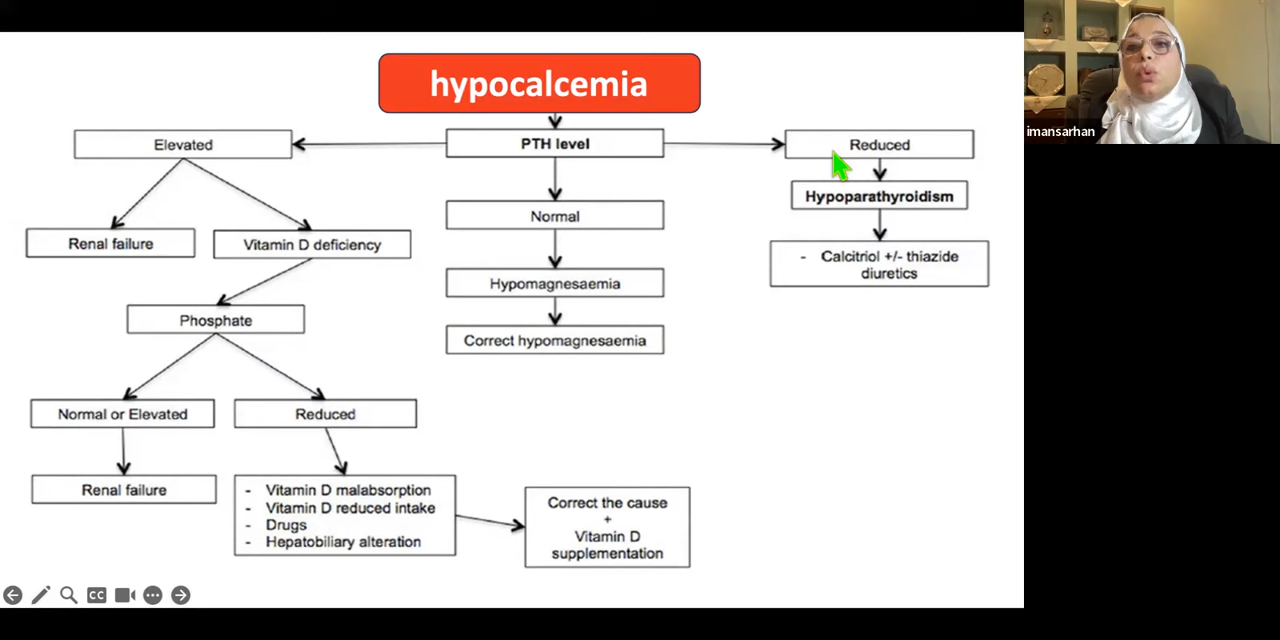 hypocalcemia
imansarhan
Elevated
PTH level
Reduced
Hypoparathyroidism
Renal failure
Vitamin D deficiency
Normal
- Calcitriol +/- thiazide
diuretics
Hypomagnesaemia
Phosphate
Correct hypomagnesaemia
Normal or Elevated
Reduced
Renal failure
- Vitamin D malabsorption
- Vitamin D reduced intake
- Drugs
- Hepatobiliary alteration
Correct the cause
+
Vitamin D
supplementation
CC